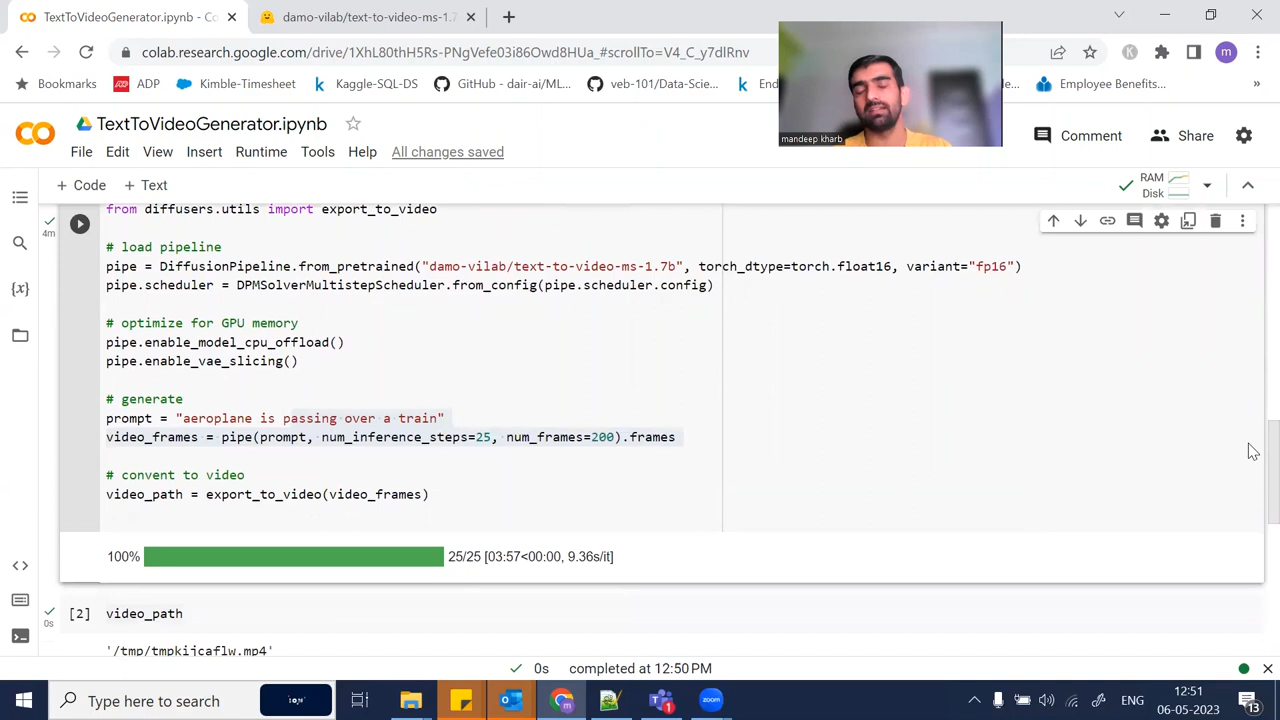 TextToVideoGenerator.ipynb - Co
damo-vilab/text-to-video-ms-1.7
colab.research.google.com/drive/1XhL80thH5Rs-PNgVefe03i86Owd8HUa_#scrollTo=V4_C_y7dlRnv
K
m
Bookmarks
ADP
Kimble-Timesheet
Kaggle-SQL-DS
GitHub - dair-ai/ML...
veb-101/Data-Scie...
Employee Benefits...
mandeep kharb
TextToVideoGenerator.ipynb
Comment
Share
File Edit View Insert Runtime Tools Help All changes saved
+ Code + Text
RAM
Disk
4m
from diffusers.utils import export_to_video
# load pipeline
pipe = DiffusionPipeline.from_pretrained("damo-vilab/text-to-video-ms-1.7b", torch_dtype=torch.float16, variant="fp16")
pipe.scheduler = DPMSolverMultistepScheduler.from_config(pipe.scheduler.config)
# optimize for GPU memory
pipe.enable_model_cpu_offload()
pipe.enable_vae_slicing()
# generate
prompt = "aeroplane is passing over a train"
video_frames = pipe(prompt, num_inference_steps=25, num_frames=200).frames
# convent to video
video_path = export_to_video(video_frames)
100% 25/25 [03:57<00:00, 9.36s/it]
0s
[2] video_path
'/tmp/tmpkijcaflw.mp4'
0s completed at 12:50 PM
Type here to search
zoom
ENG
12:51
06-05-2023
13